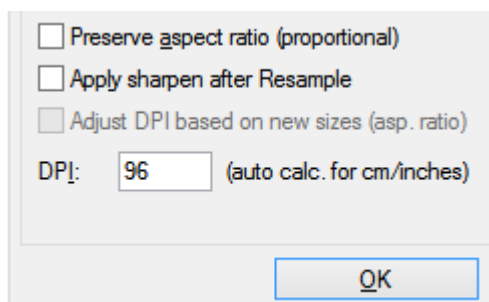 Preserve aspect ratio (proportional)
Apply sharpen after Resample
Adjust DPI based on new sizes (asp. ratio)
DPI: 96 (auto calc. for cm/inches)
OK